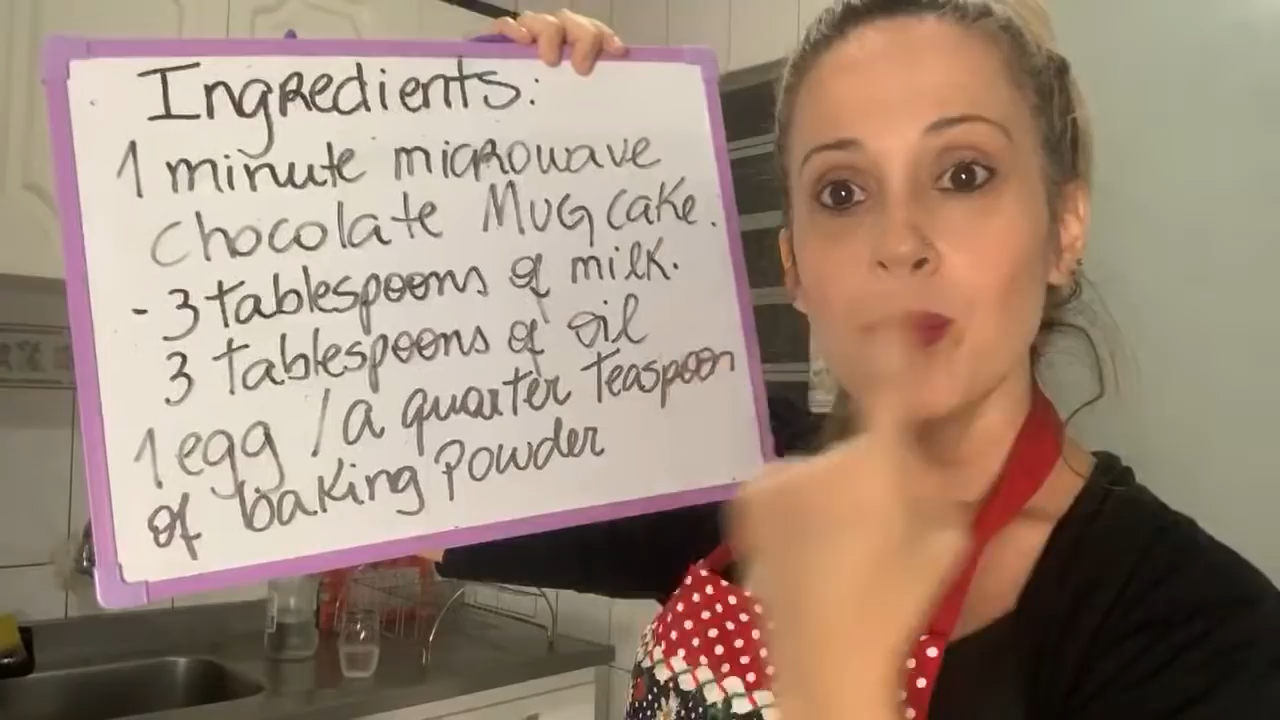 Ingredients:
1 minute microwave
chocolate Mug cake.
- 3 tablespoons of milk.
3 tablespoons of oil
1 egg / a quarter teaspoon
of baking Powder